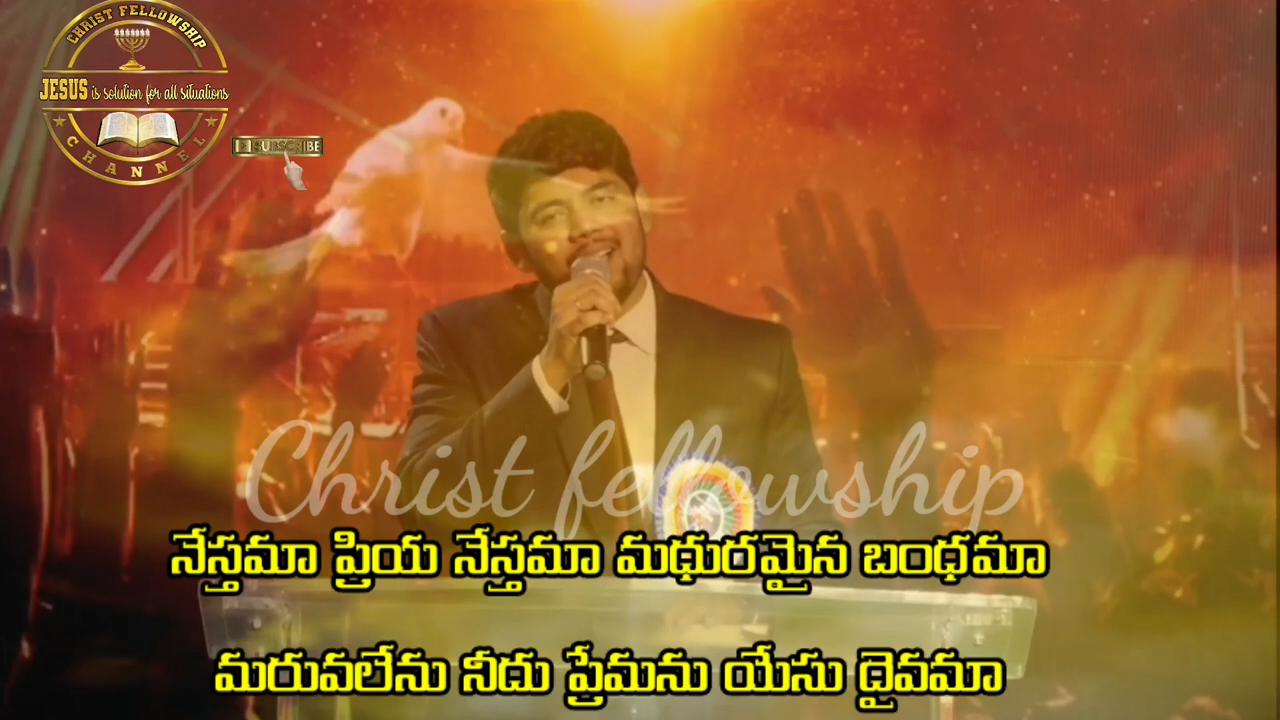 CHRIST FELLOWSHIP
JESUS is solution for all situations
CHANNEL
SUBSCRIBE
Christ fellowship
నేస్తమా ప్రియ నేస్తమా మధురమైన బంధమా
మరువలేను నీదు ప్రేమను యేసు దైవమా